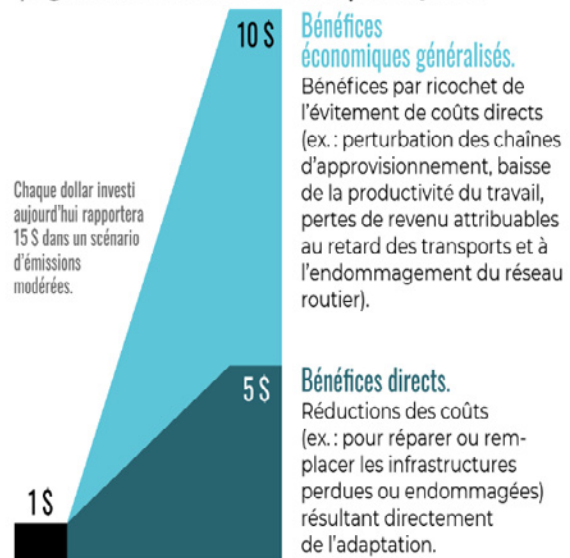 10 $
Bénéfices
économiques généralisés.
Bénéfices par ricochet de
l'évitement de coûts directs
(ex. : perturbation des chaînes
d'approvisionnement, baisse
de la productivité du travail,
pertes de revenu attribuables
au retard des transports et à
l'endommagement du réseau
routier).
Chaque dollar investi
aujourd'hui rapportera
15 $ dans un scénario
d'émissions
modérées.
5 $
Bénéfices directs.
Réductions des coûts
(ex. : pour réparer ou rem-
placer les infrastructures
perdues ou endommagées)
résultant directement
de l'adaptation.
1 $